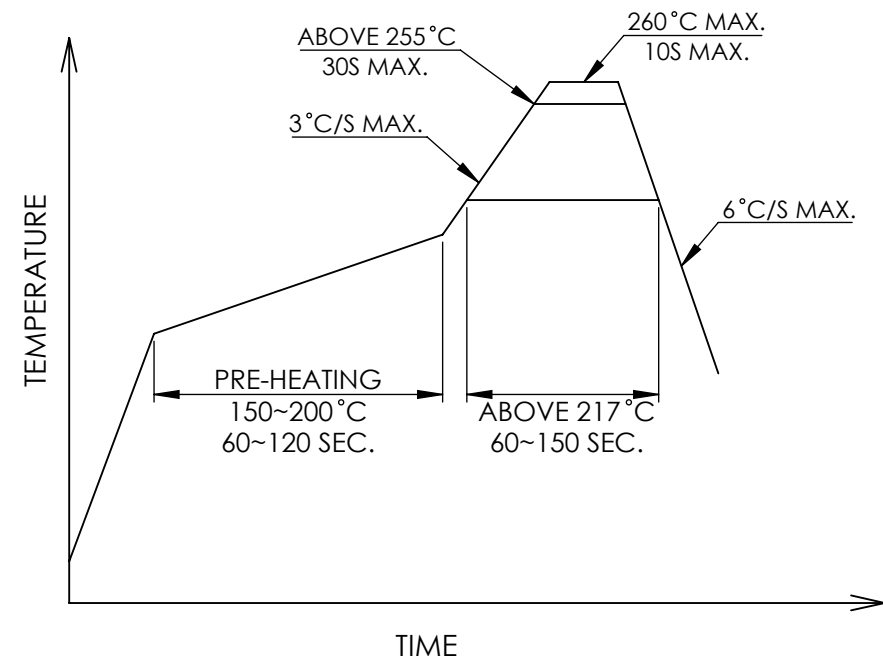 ABOVE 255°C
30S MAX.
260°C MAX.
10S MAX.
3°C/S MAX.
6°C/S MAX.
TEMPERATURE
PRE-HEATING
150~200°C
60~120 SEC.
ABOVE 217°C
60~150 SEC.
TIME